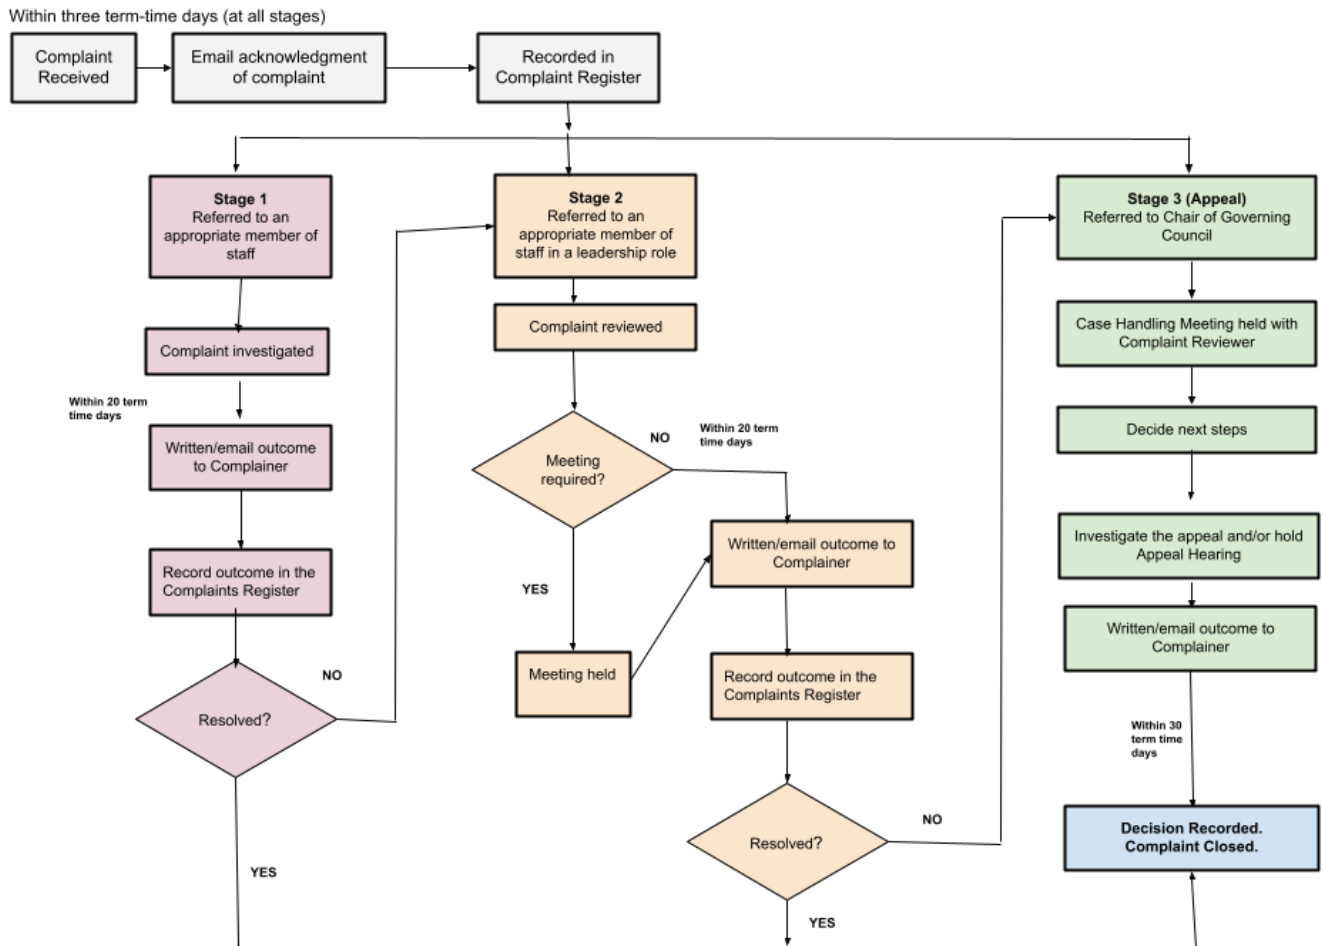 Within three term-time days (at all stages)
Complaint
Received
Email acknowledgment
of complaint
Recorded in
Complaint Register
Stage 1
Referred to an
appropriate member of
staff
Complaint investigated
Within 20 term
time days
Written/email outcome
to Complainer
Record outcome in the
Complaints Register
Resolved?
NO
YES
Stage 2
Referred to an
appropriate member of
staff in a leadership role
Complaint reviewed
Meeting
required?
NO
Within 20 term
time days
YES
Meeting held
Written/email outcome to
Complainer
Record outcome in the
Complaints Register
Resolved?
NO
YES
Stage 3 (Appeal)
Referred to Chair of Governing
Council
Case Handling Meeting held with
Complaint Reviewer
Decide next steps
Investigate the appeal and/or hold
Appeal Hearing
Written/email outcome to
Complainer
Within 30
term time
days
Decision Recorded.
Complaint Closed.